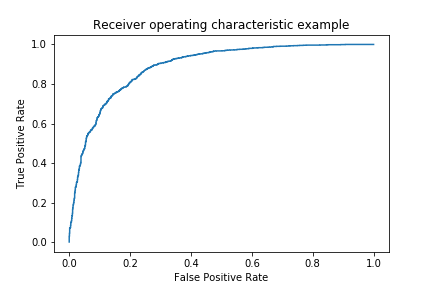 Receiver operating characteristic example
1.0
0.8
0.6
0.4
0.2
0.0
True Positive Rate
0.0 0.2 0.4 0.6 0.8 1.0
False Positive Rate